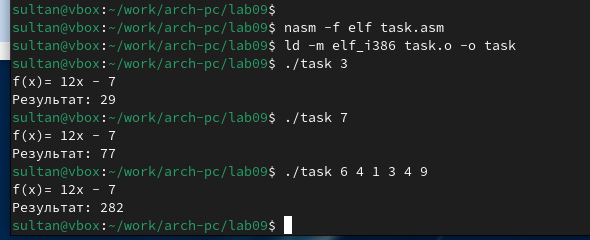 sultan@vbox:~/work/arch-pc/lab09$
sultan@vbox:~/work/arch-pc/lab09$ nasm -f elf task.asm
sultan@vbox:~/work/arch-pc/lab09$ ld -m elf_i386 task.o -o task
sultan@vbox:~/work/arch-pc/lab09$ ./task 3
f(x)= 12x - 7
Результат: 29
sultan@vbox:~/work/arch-pc/lab09$ ./task 7
f(x)= 12x - 7
Результат: 77
sultan@vbox:~/work/arch-pc/lab09$ ./task 6 4 1 3 4 9
f(x)= 12x - 7
Результат: 282
sultan@vbox:~/work/arch-pc/lab09$